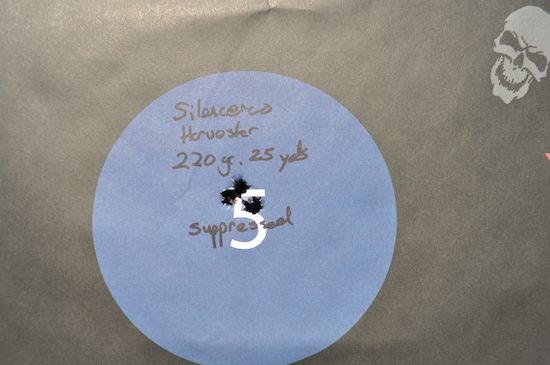 Silencerco
Harvester
220 gr. 25 yds
5
suppressed